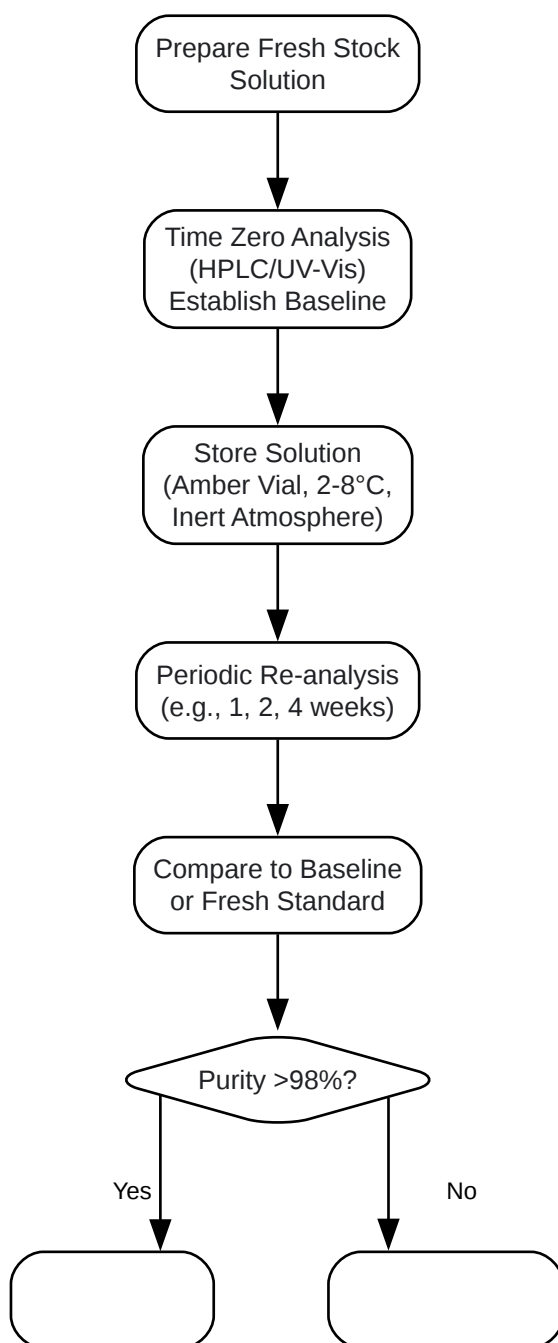 Prepare Fresh Stock
Solution
Time Zero Analysis
(HPLC/UV-Vis)
Establish Baseline
Store Solution
(Amber Vial, 2-8°C,
Inert Atmosphere)
Periodic Re-analysis
(e.g., 1, 2, 4 weeks)
Compare to Baseline
or Fresh Standard
Purity >98%?
Yes
No